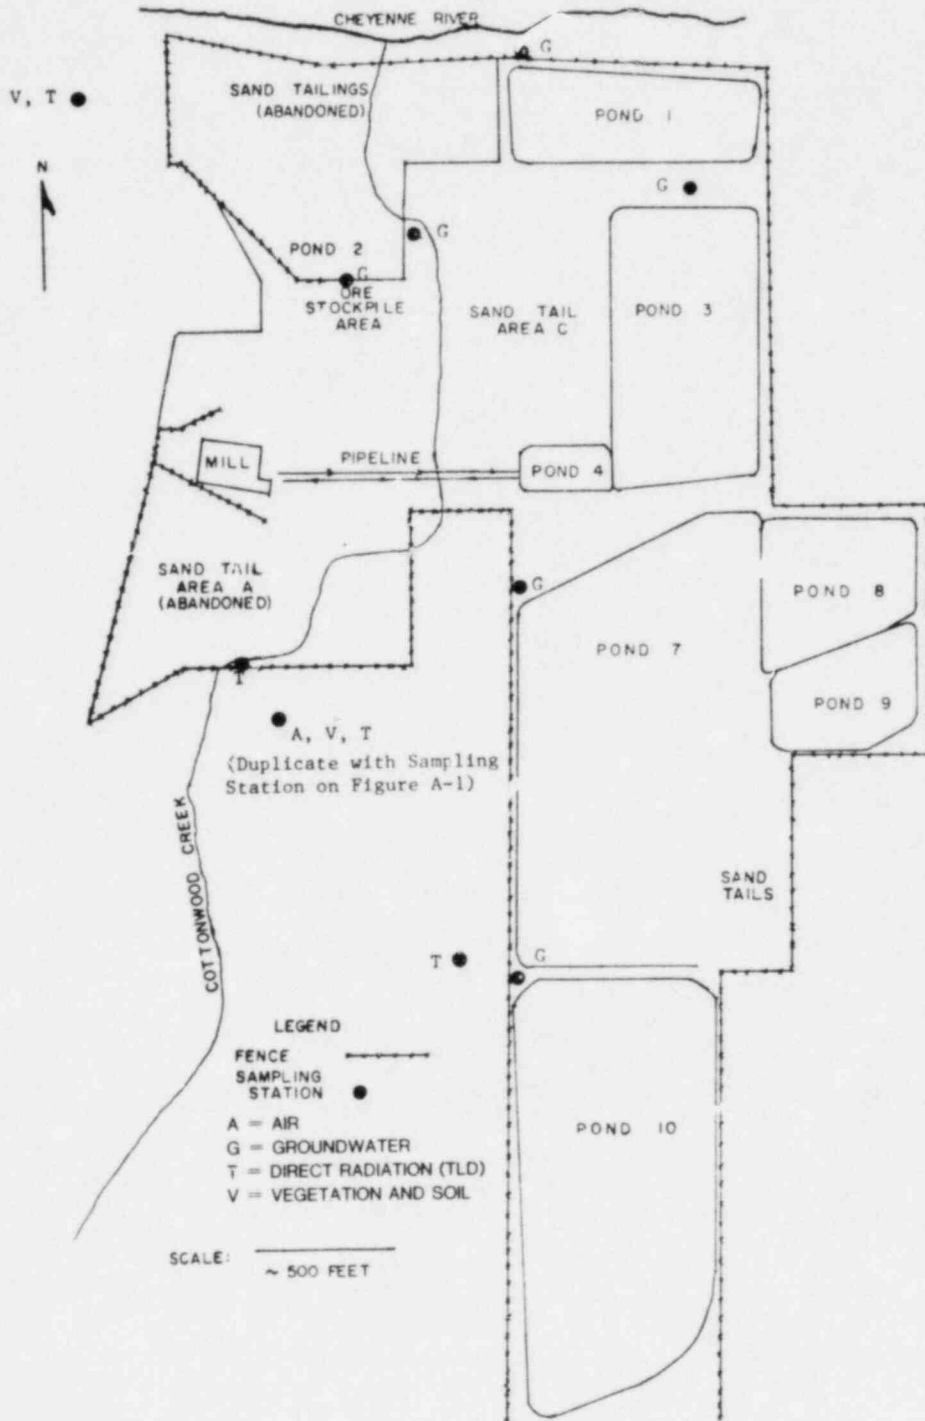 CHEYENNE RIVER
G
V, T
SAND TAILINGS
(ABANDONED)
POND 1
N
G
G
POND 2
G
ORE
STOCKPILE
AREA
SAND TAIL
AREA C
POND 3
MILL
PIPELINE
POND 4
SAND TAIL
AREA A
(ABANDONED)
G
POND 8
POND 7
T
POND 9
A, V, T
(Duplicate with Sampling
Station on Figure A-1)
COTTONWOOD CREEK
SAND
TAILS
T
G
LEGEND
FENCE
SAMPLING
STATION
A = AIR
G = GROUNDWATER
T = DIRECT RADIATION (TLD)
V = VEGETATION AND SOIL
POND 10
SCALE:
~ 500 FEET